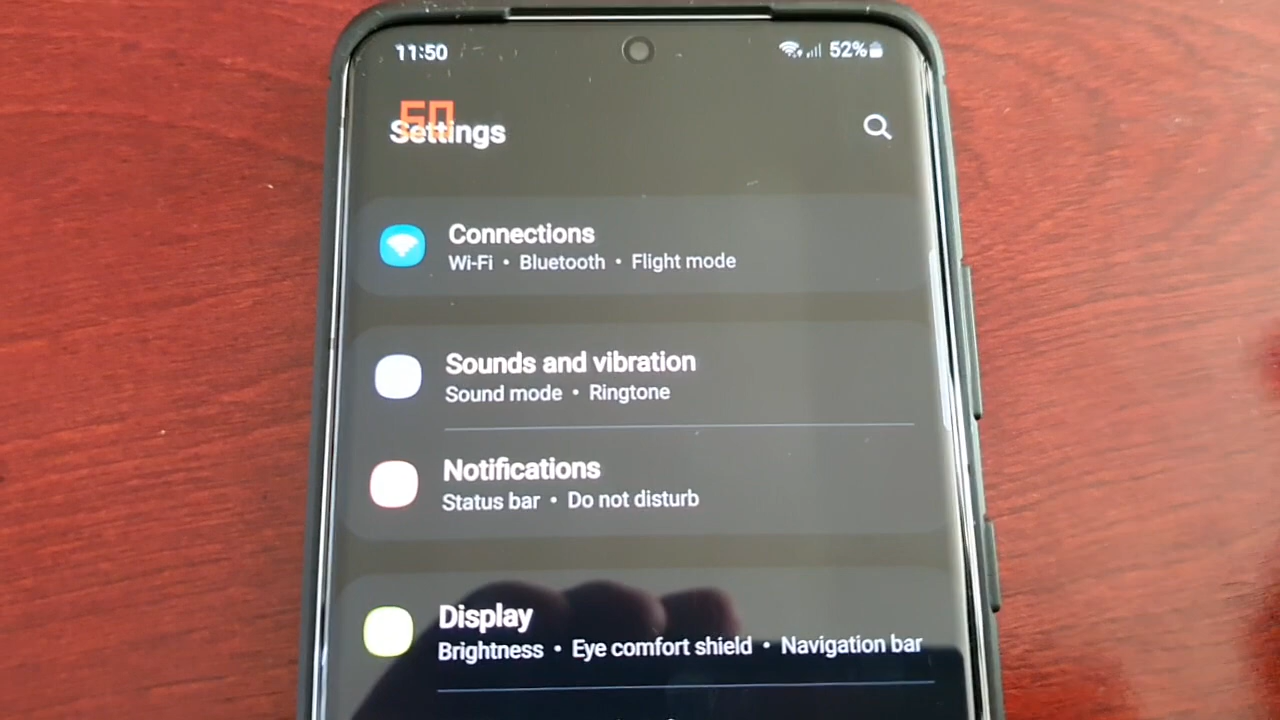 11:50
52%
60
Settings
Connections
Wi-Fi • Bluetooth • Flight mode
Sounds and vibration
Sound mode • Ringtone
Notifications
Status bar • Do not disturb
Display
Brightness • Eye comfort shield • Navigation bar